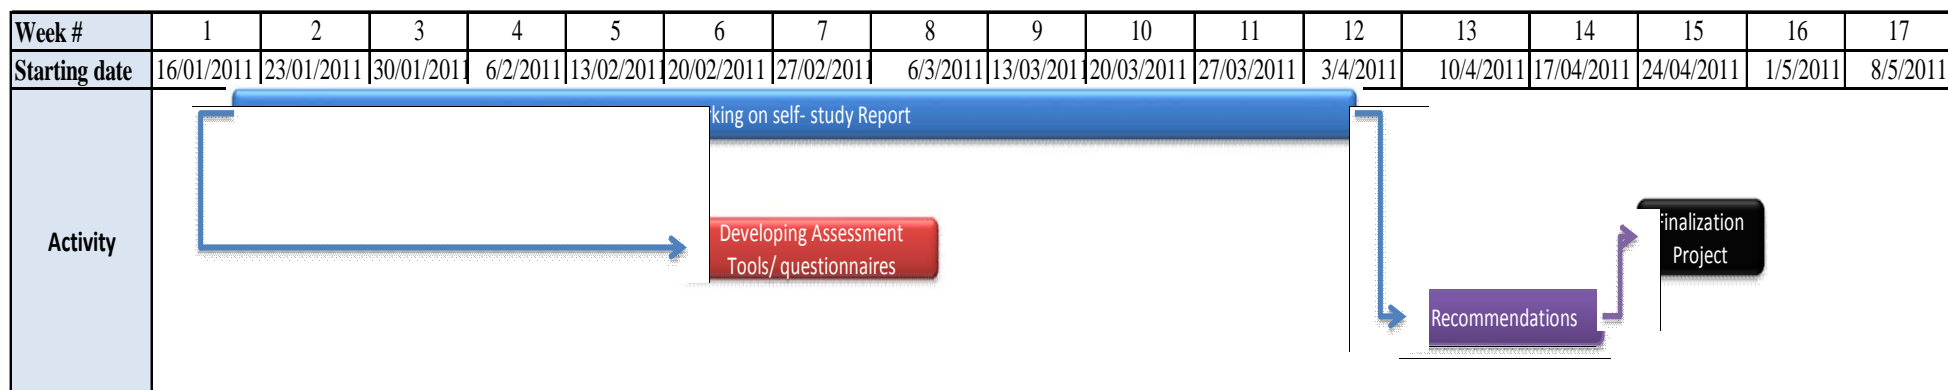 Week # 1 2 3 4 5 6 7 8 9 10 11 12 13 14 15 16 17
Starting date 16/01/2011 23/01/2011 30/01/2011 6/2/2011 13/02/2011 20/02/2011 27/02/2011 6/3/2011 13/03/2011 20/03/2011 27/03/2011 3/4/2011 10/4/2011 17/04/2011 24/04/2011 1/5/2011 8/5/2011
king on self- study Report
Activity
Developing Assessment
Tools/ questionnaires
Recommendations
inalization
Project